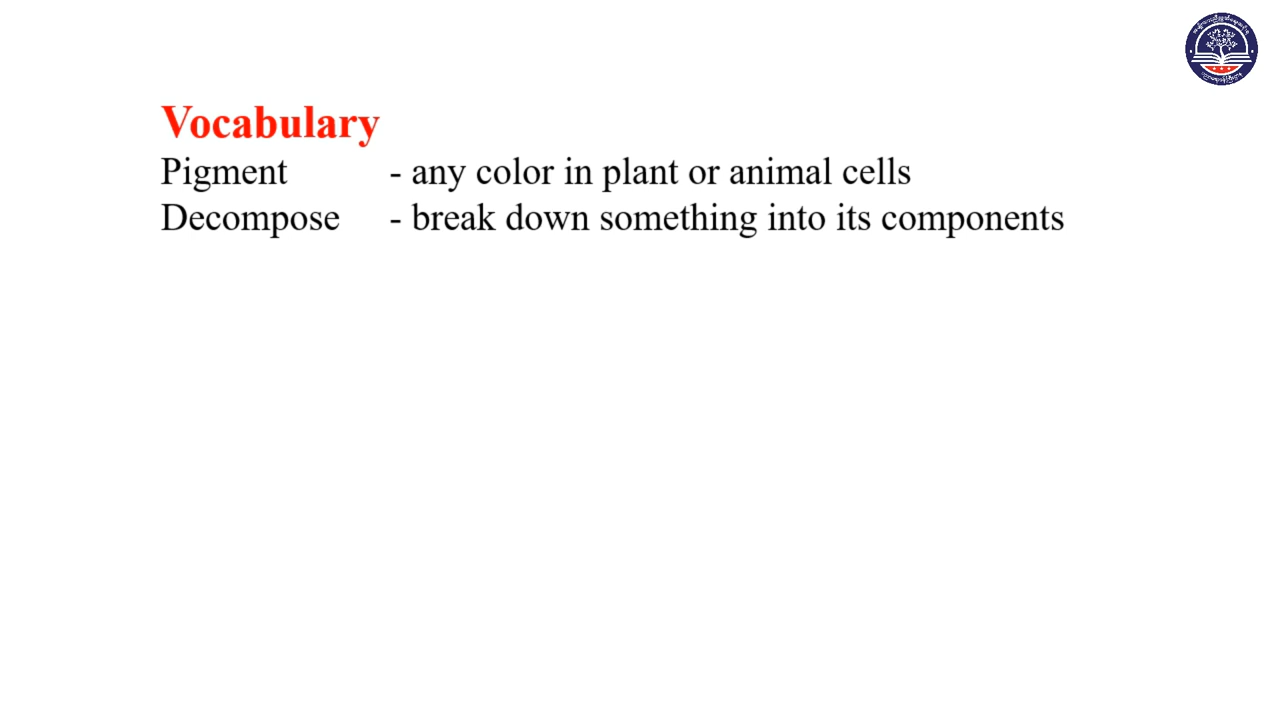 Vocabulary
Pigment - any color in plant or animal cells
Decompose - break down something into its components